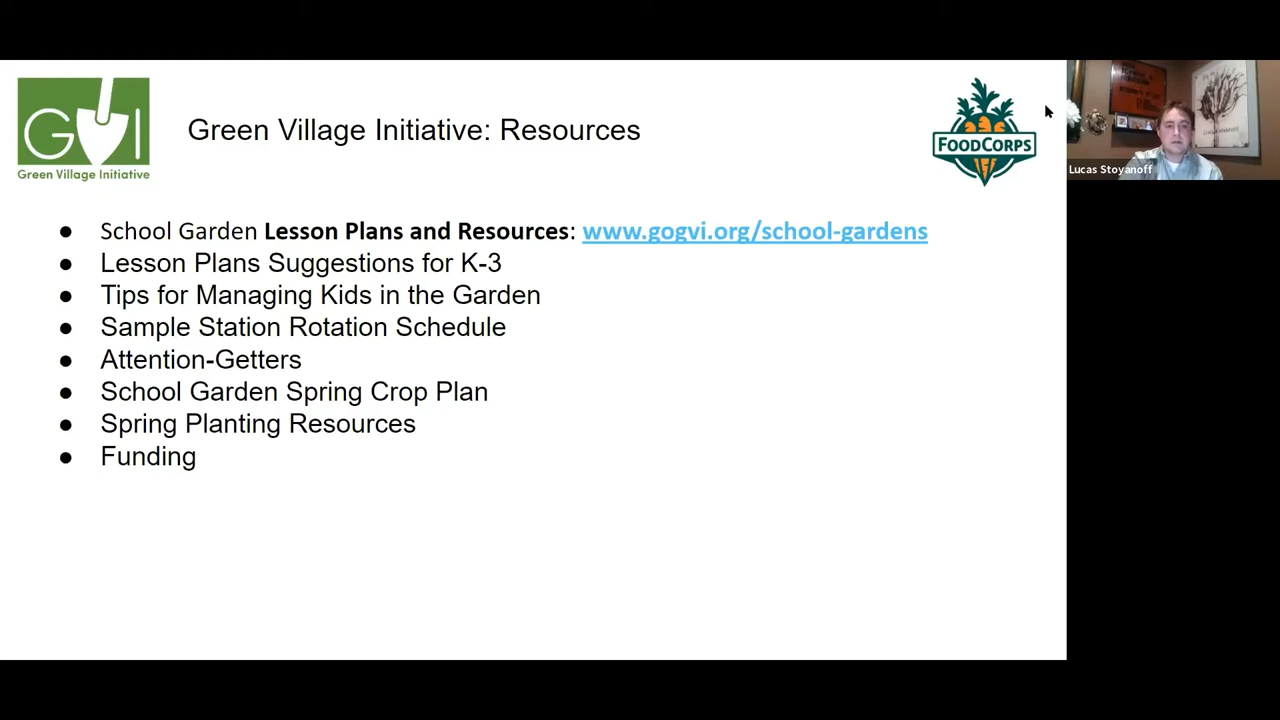 GVI
Green Village Initiative
Green Village Initiative: Resources
FOODCORPS
Lucas Stoyanoff
● School Garden Lesson Plans and Resources: www.gogvi.org/school-gardens
● Lesson Plans Suggestions for K-3
● Tips for Managing Kids in the Garden
● Sample Station Rotation Schedule
● Attention-Getters
● School Garden Spring Crop Plan
● Spring Planting Resources
● Funding